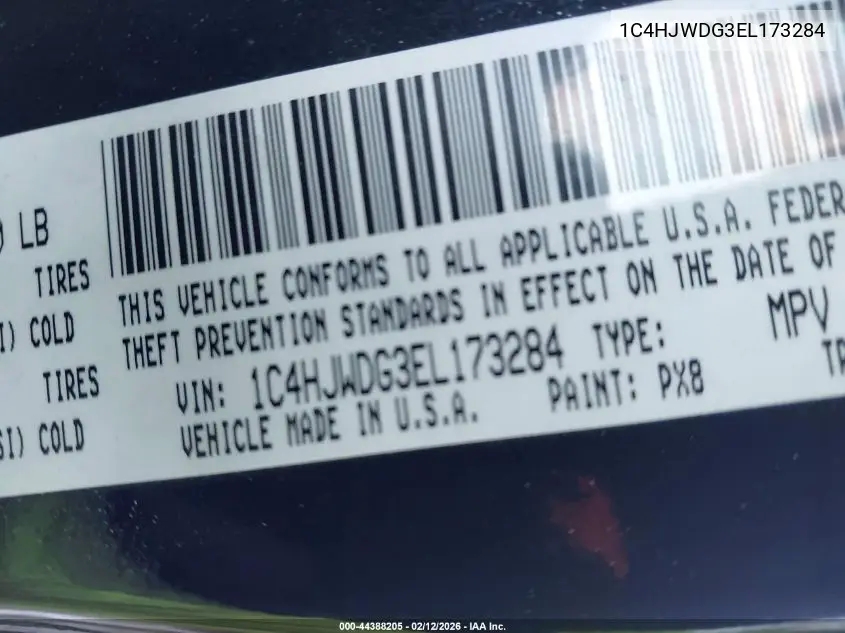 1C4HJWDG3EL173284
LB
TIRES
COLD
TIRES
COLD
THIS VEHICLE CONFORMS TO ALL APPLICABLE U.S.A. FEDER
THEFT PREVENTION STANDARDS IN EFFECT ON THE DATE OF
VIN: 1C4HJWDG3EL173284 TYPE: MPV
VEHICLE MADE IN U.S.A. PAINT: PX8
000-44388205 - 02/12/2026 - IAA Inc.